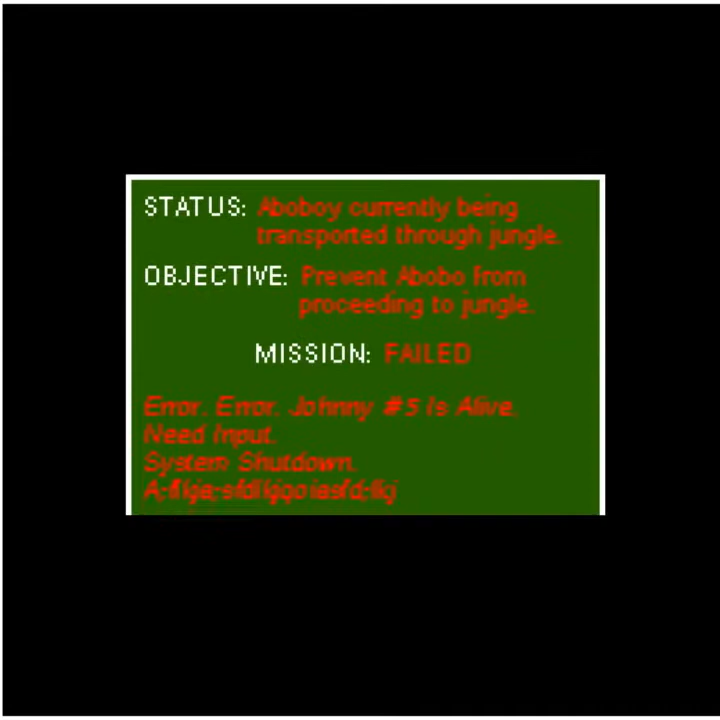 STATUS: Aboboy currently being
transported through jungle.
OBJECTIVE: Prevent Abobo from
proceeding to jungle.
MISSION: FAILED
Error. Error. Johnny #5 Is Alive.
Need Input.
System Shutdown.